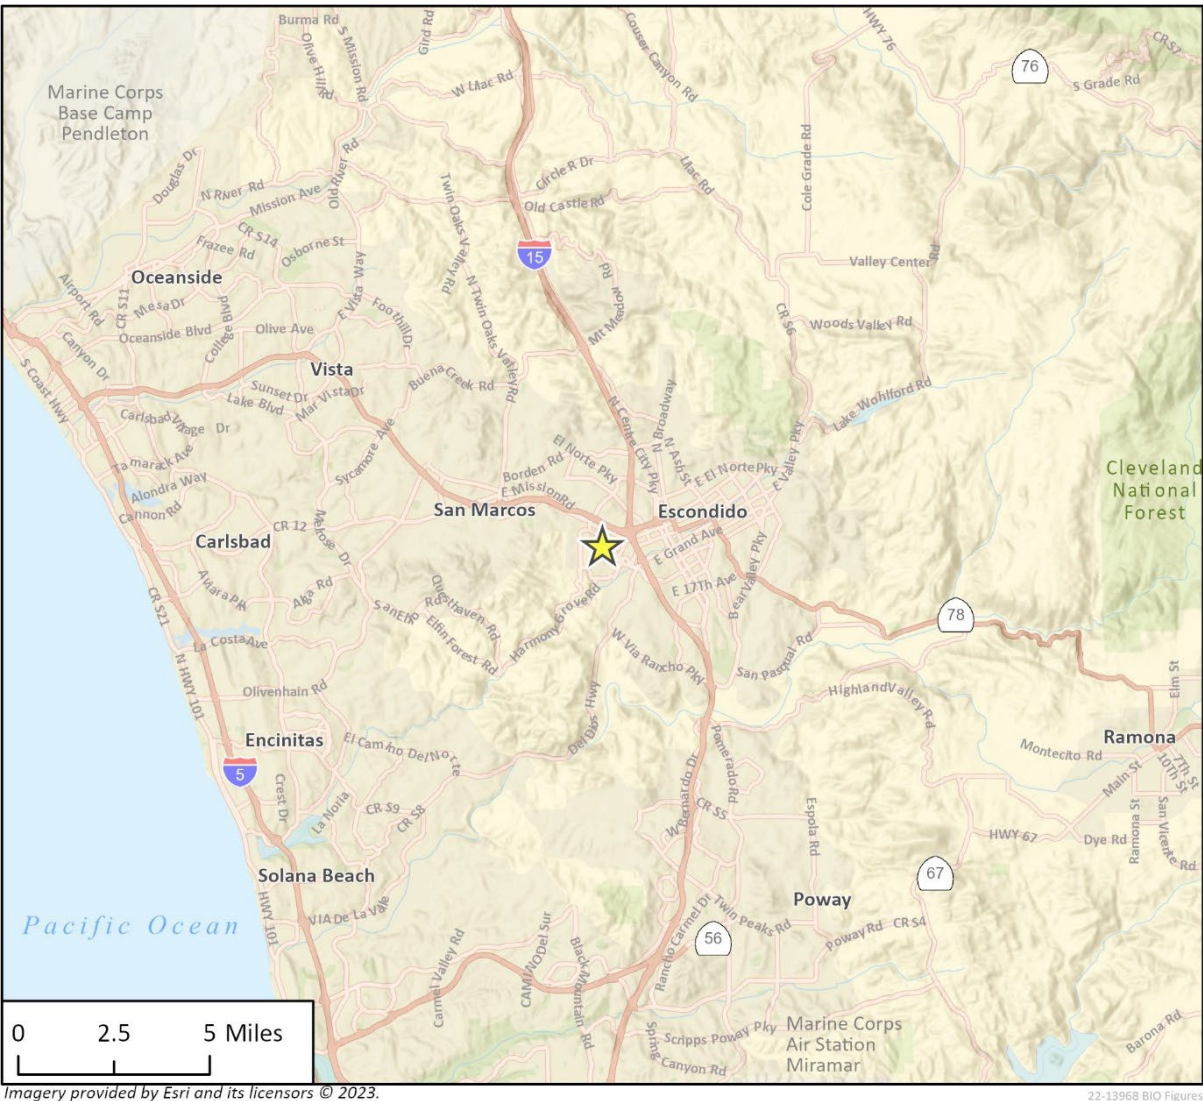 Burma Rd
Olive Hill Rd
S Mission Rd
Gird Rd
W Lilac Rd
Couser Canyon Rd
HWY 76
76
CR S7
S Grade Rd
Marine Corps
Base Camp
Pendleton
Douglas Dr
N River Rd
Mission Ave
Old River Rd
Circle R Dr
Old Castle Rd
Lilac Rd
Cole Grade Rd
Twin Oaks Valley Rd
CR S14
Frazee Rd
Osborne St
15
Valley Center Rd
Oceanside
Airport Rd
CR S11
Mesa Dr
College Blvd
E Vista Way
Foothill Dr
N Twin Oaks Valley Rd
Mt Meadow Rd
CR S6
Woods Valley Rd
Oceanside Blvd
Olive Ave
Canyon Dr
S Coast Hwy
Vista
Buena Creek Rd
Sunset Dr
Lake Blvd
Mar Vista Dr
N Centre City Pky
N Broadway
Lake Wohlford Rd
Carlsbad Village Dr
Tamarack Ave
Sycamore Ave
El Norte Pky
N Ash St
E El Norte Pky
E Valley Pky
Borden Rd
E Mission Rd
Alondra Way
Cannon Rd
Cleveland
National
Forest
San Marcos
Escondido
CR 12
Melrose Dr
Carlsbad
E Grand Ave
Bear Valley Pky
E 17Th Ave
CR S21
Aviara Pk
Alga Rd
San Elijo Rd
Questhaven Rd
Elfin Forest Rd
Harmony Grove Rd
78
La Costa Ave
N HWY 101
W Via Rancho Pky
San Pasqual Rd
Olivenhain Rd
Highland Valley Rd
Elm St
Del Dios Hwy
Encinitas
El Camino Del Norte
Pomerado Rd
Ramona
Montecito Rd
7Th St
10Th St
Main St
5
Crest Dr
La Noria
CR S9
CR S8
W Bernardo Dr
CR S5
Espola Rd
HWY 67
Dye Rd
Ramona St
San Vicente Rd
Solana Beach
67
Poway
HWY 101
VIA De La Valle
Pacific Ocean
Carmel Valley Rd
CAMINO Del Sur
Black Mountain Rd
Rancho Carmel Dr
Twin Peaks Rd
56
Poway Rd
CR S4
Spring Canyon Rd
Scripps Poway Pky
Marine Corps
Air Station
Miramar
Barona Rd
0 2.5 5 Miles
Imagery provided by Esri and its licensors © 2023.
22-13968 BIO Figures